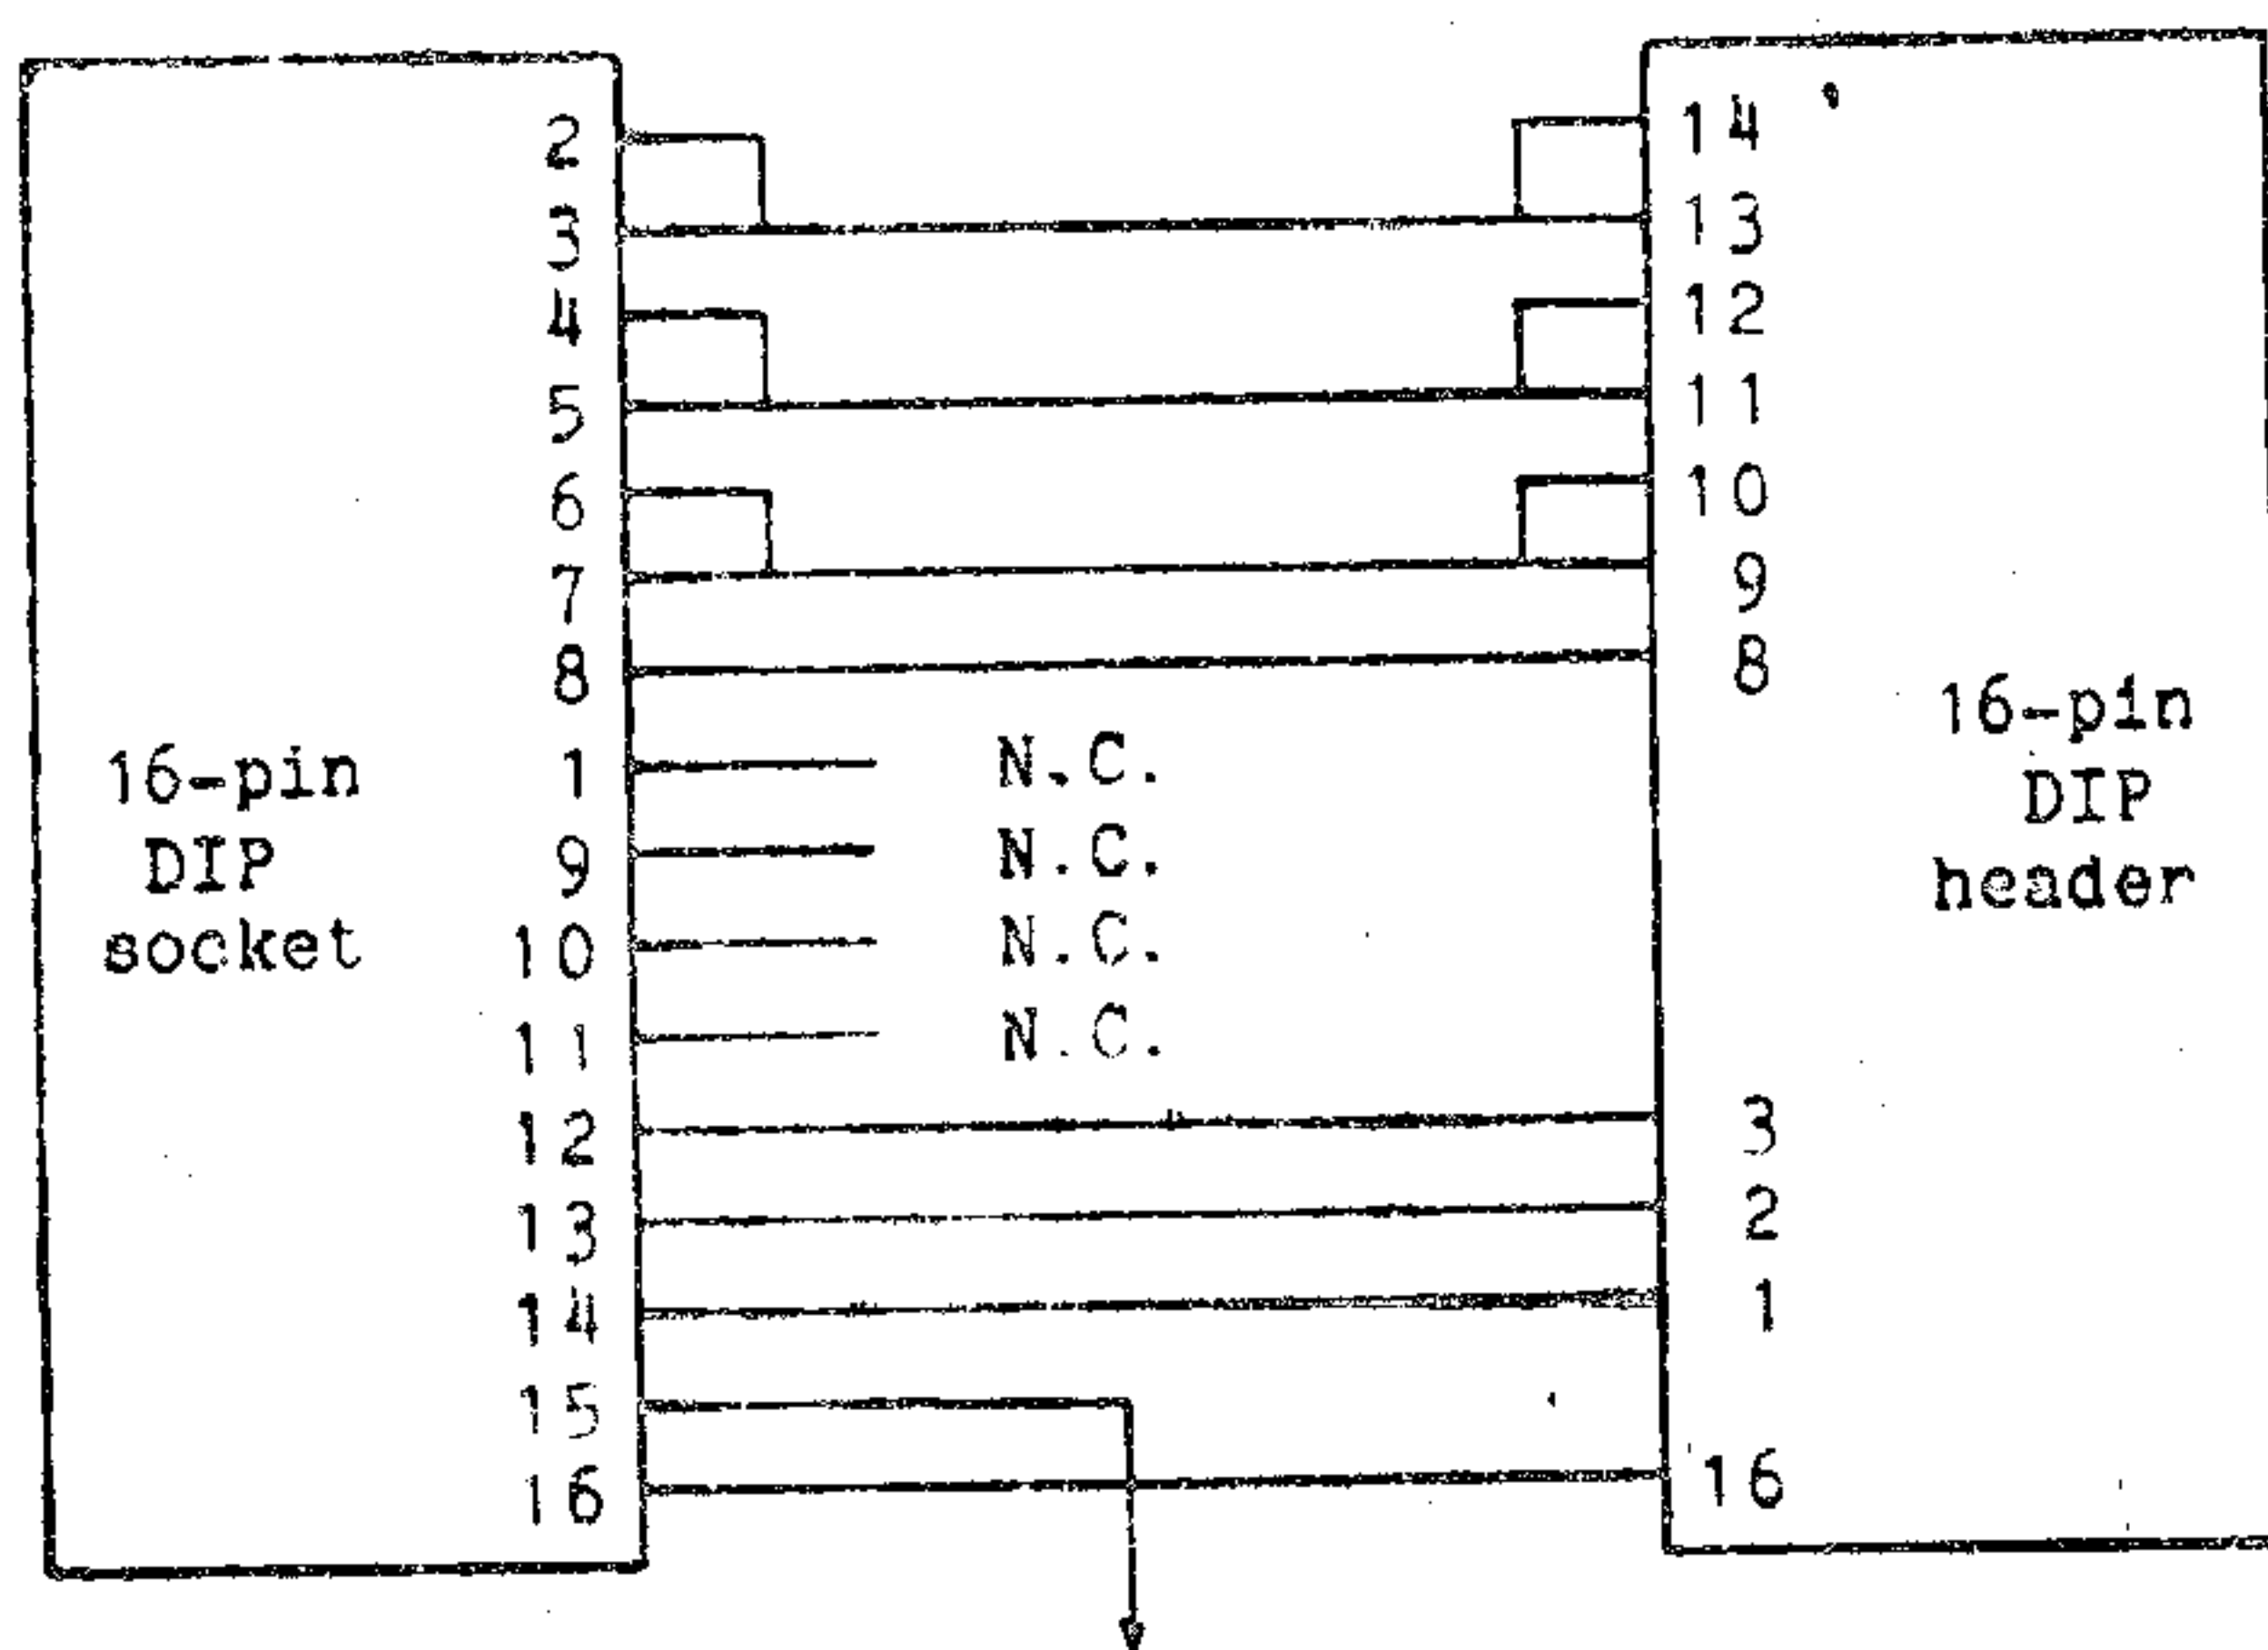 2 14
3 13
4 12
5 11
6 10
7 9
8 8
1 N.C.
9 N.C.
10 N.C.
11 N.C.
12 3
13 2
14 1
15
16 16
16-pin
DIP
socket
16-pin
DIP
header